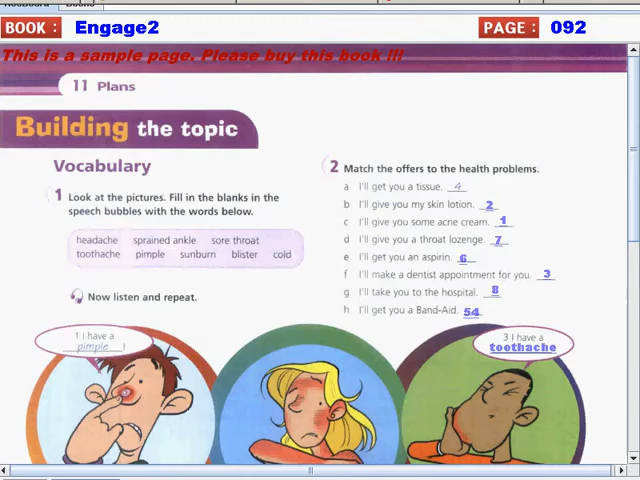 BOOK : Engage2 PAGE : 092
This is a sample page. Please buy this book !!!
11 Plans
Building the topic
Vocabulary
1 Look at the pictures. Fill in the blanks in the
speech bubbles with the words below.
headache sprained ankle sore throat
toothache pimple sunburn blister cold
Now listen and repeat.
2 Match the offers to the health problems.
a I'll get you a tissue. 4
b I'll give you my skin lotion. 2
c I'll give you some acne cream. 1
d I'll give you a throat lozenge. 7
e I'll get you an aspirin. 6
f I'll make a dentist appointment for you. 3
g I'll take you to the hospital. 8
h I'll get you a Band-Aid. 54
1 I have a
pimple !
3 I have a
toothache